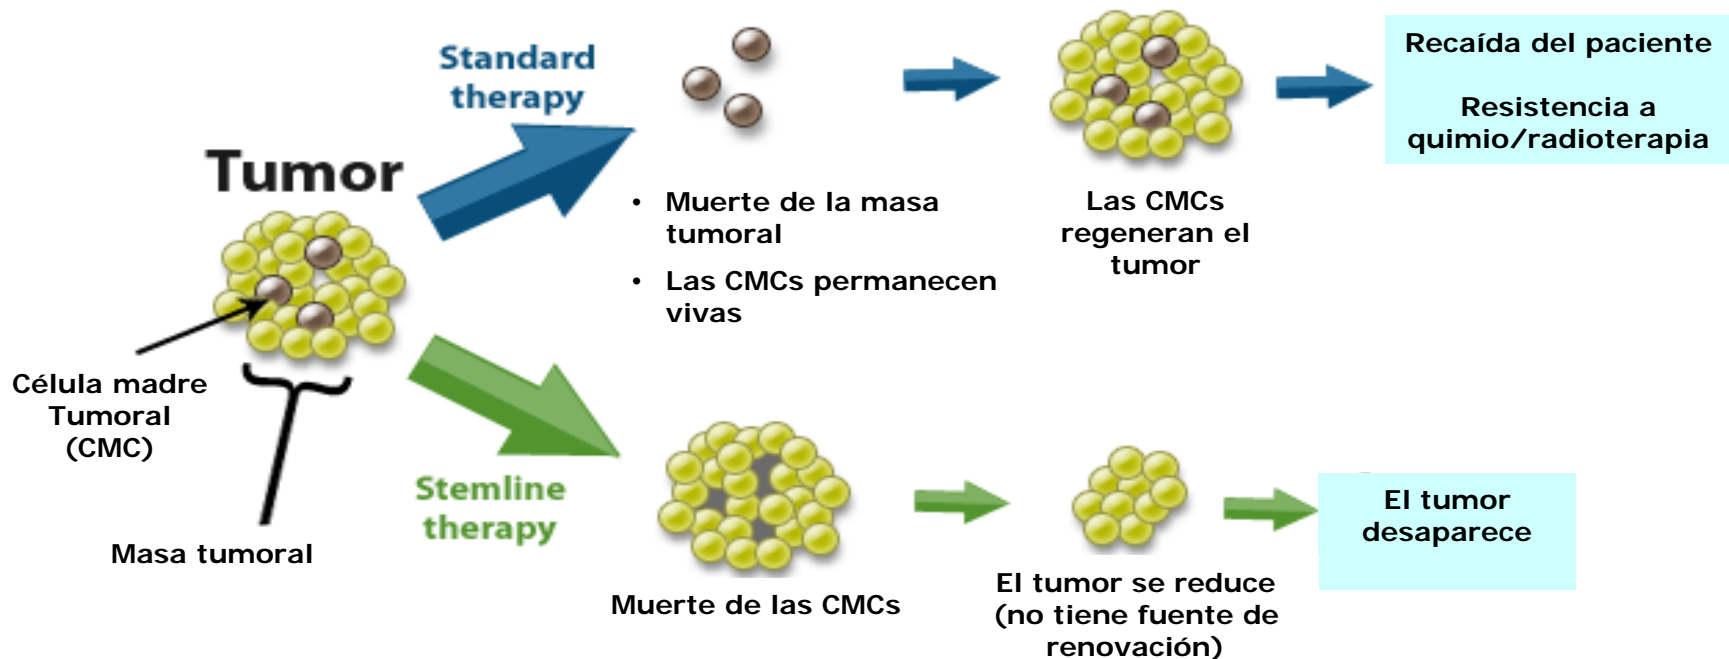 Standard
therapy
Tumor
Célula madre
Tumoral
(CMC)
Masa tumoral
• Muerte de la masa
tumoral
• Las CMCs permanecen
vivas
Las CMCs
regeneran el
tumor
Recaída del paciente
Resistencia a
quimio/radioterapia
Stemline
therapy
Muerte de las CMCs
El tumor se reduce
(no tiene fuente de
renovación)
El tumor
desaparece